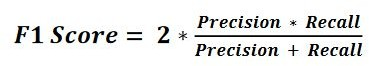 F1 Score = 2 * Precision * Recall / Precision + Recall